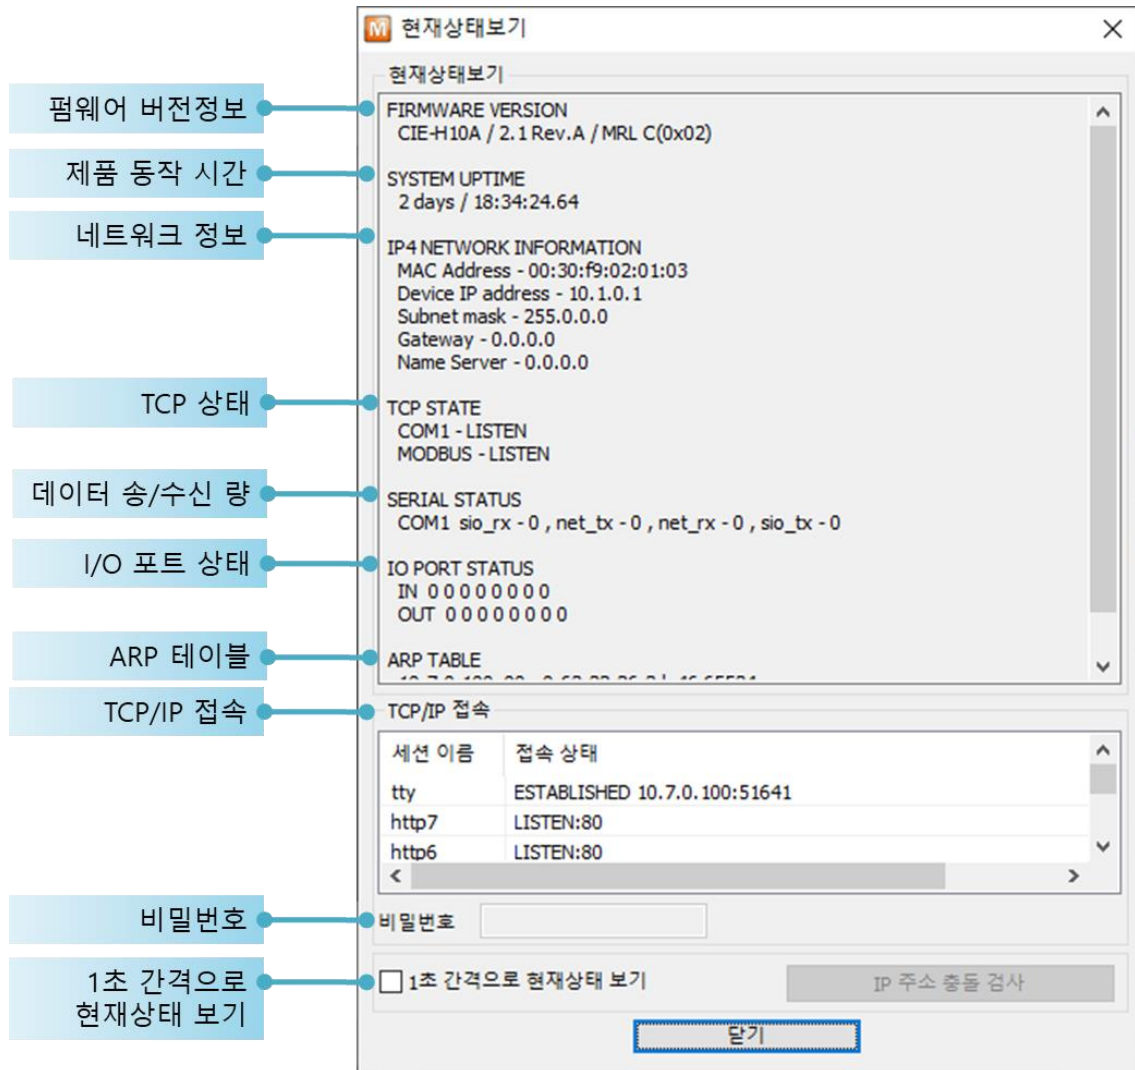 현재상태보기
현재상태보기
펌웨어 버전정보
FIRMWARE VERSION
CIE-H10A / 2.1 Rev.A / MRL C(0x02)
제품 동작 시간
SYSTEM UPTIME
2 days / 18:34:24.64
네트워크 정보
IP4 NETWORK INFORMATION
MAC Address - 00:30:f9:02:01:03
Device IP address - 10.1.0.1
Subnet mask - 255.0.0.0
Gateway - 0.0.0.0
Name Server - 0.0.0.0
TCP 상태
TCP STATE
COM1 - LISTEN
MODBUS - LISTEN
데이터 송/수신 량
SERIAL STATUS
COM1 sio_rx - 0 , net_tx - 0 , net_rx - 0 , sio_tx - 0
I/O 포트 상태
IO PORT STATUS
IN 0 0 0 0 0 0 0 0
OUT 0 0 0 0 0 0 0 0
ARP 테이블
ARP TABLE
TCP/IP 접속
TCP/IP 접속
세션 이름 접속 상태
tty ESTABLISHED 10.7.0.100:51641
http7 LISTEN:80
http6 LISTEN:80
비밀번호
비밀번호
1초 간격으로
현재상태 보기
1초 간격으로 현재상태 보기
IP 주소 충돌 검사
닫기